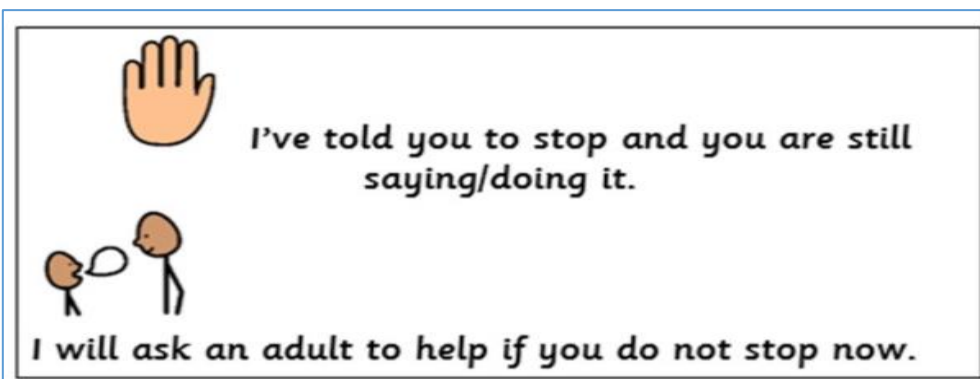 I've told you to stop and you are still
saying/doing it.
I will ask an adult to help if you do not stop now.